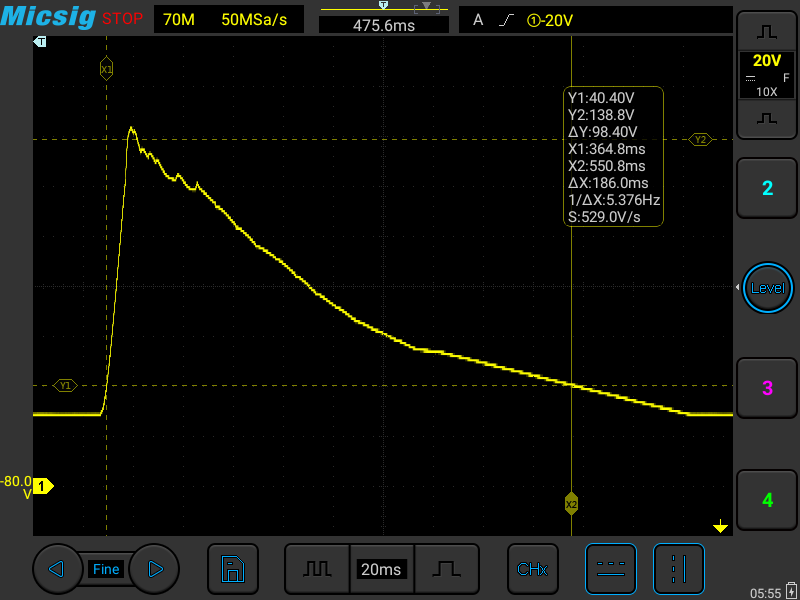 Micsig STOP 70M 50MSa/s T 475.6ms A ①-20V
T
X1
20V
F
10X
Y1:40.40V
Y2:138.8V
ΔY:98.40V
X1:364.8ms
X2:550.8ms
ΔX:186.0ms
1/ΔX:5.376Hz
S:529.0V/s
Y2
2
Level
Y1
3
-80.0
V
1
X2
4
Fine
20ms
CHx
05:55